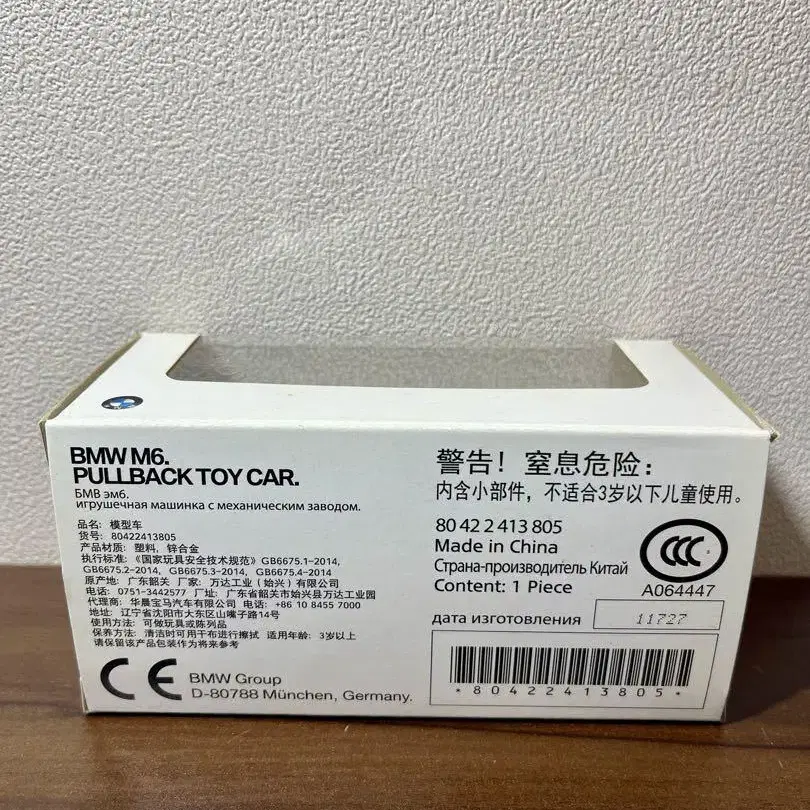 BMW M6.
PULLBACK TOY CAR.
БМВ эм6.
игрушечная машинка с механическим заводом.
品名: 模型车
货号: 80422413805
产品材质: 塑料, 锌合金
执行标准: 《国家玩具安全技术规范》GB6675.1-2014,
GB6675.2-2014, GB6675.3-2014, GB6675.4-2014
原产地: 广东韶关 厂家: 万达工业 (始兴) 有限公司
电话: 0751-3442577 厂址: 广东省韶关市始兴县万达工业园
代理商: 华晨宝马汽车有限公司 电话: +86 10 8455 7000
地址: 辽宁省沈阳市大东区山嘴子路14号
使用方法: 可做玩具或陈列品
保养方法: 清洁时可用干布进行擦拭 适用年龄: 3岁以上
请保留该产品包装作为将来参考
CE
BMW Group
D-80788 München, Germany.
警告! 窒息危险:
内含小部件, 不适合3岁以下儿童使用。
80 42 2 413 805
Made in China
Страна-производитель Китай
Content: 1 Piece
CCC
A064447
дата изготовления
11727
*80422413805*